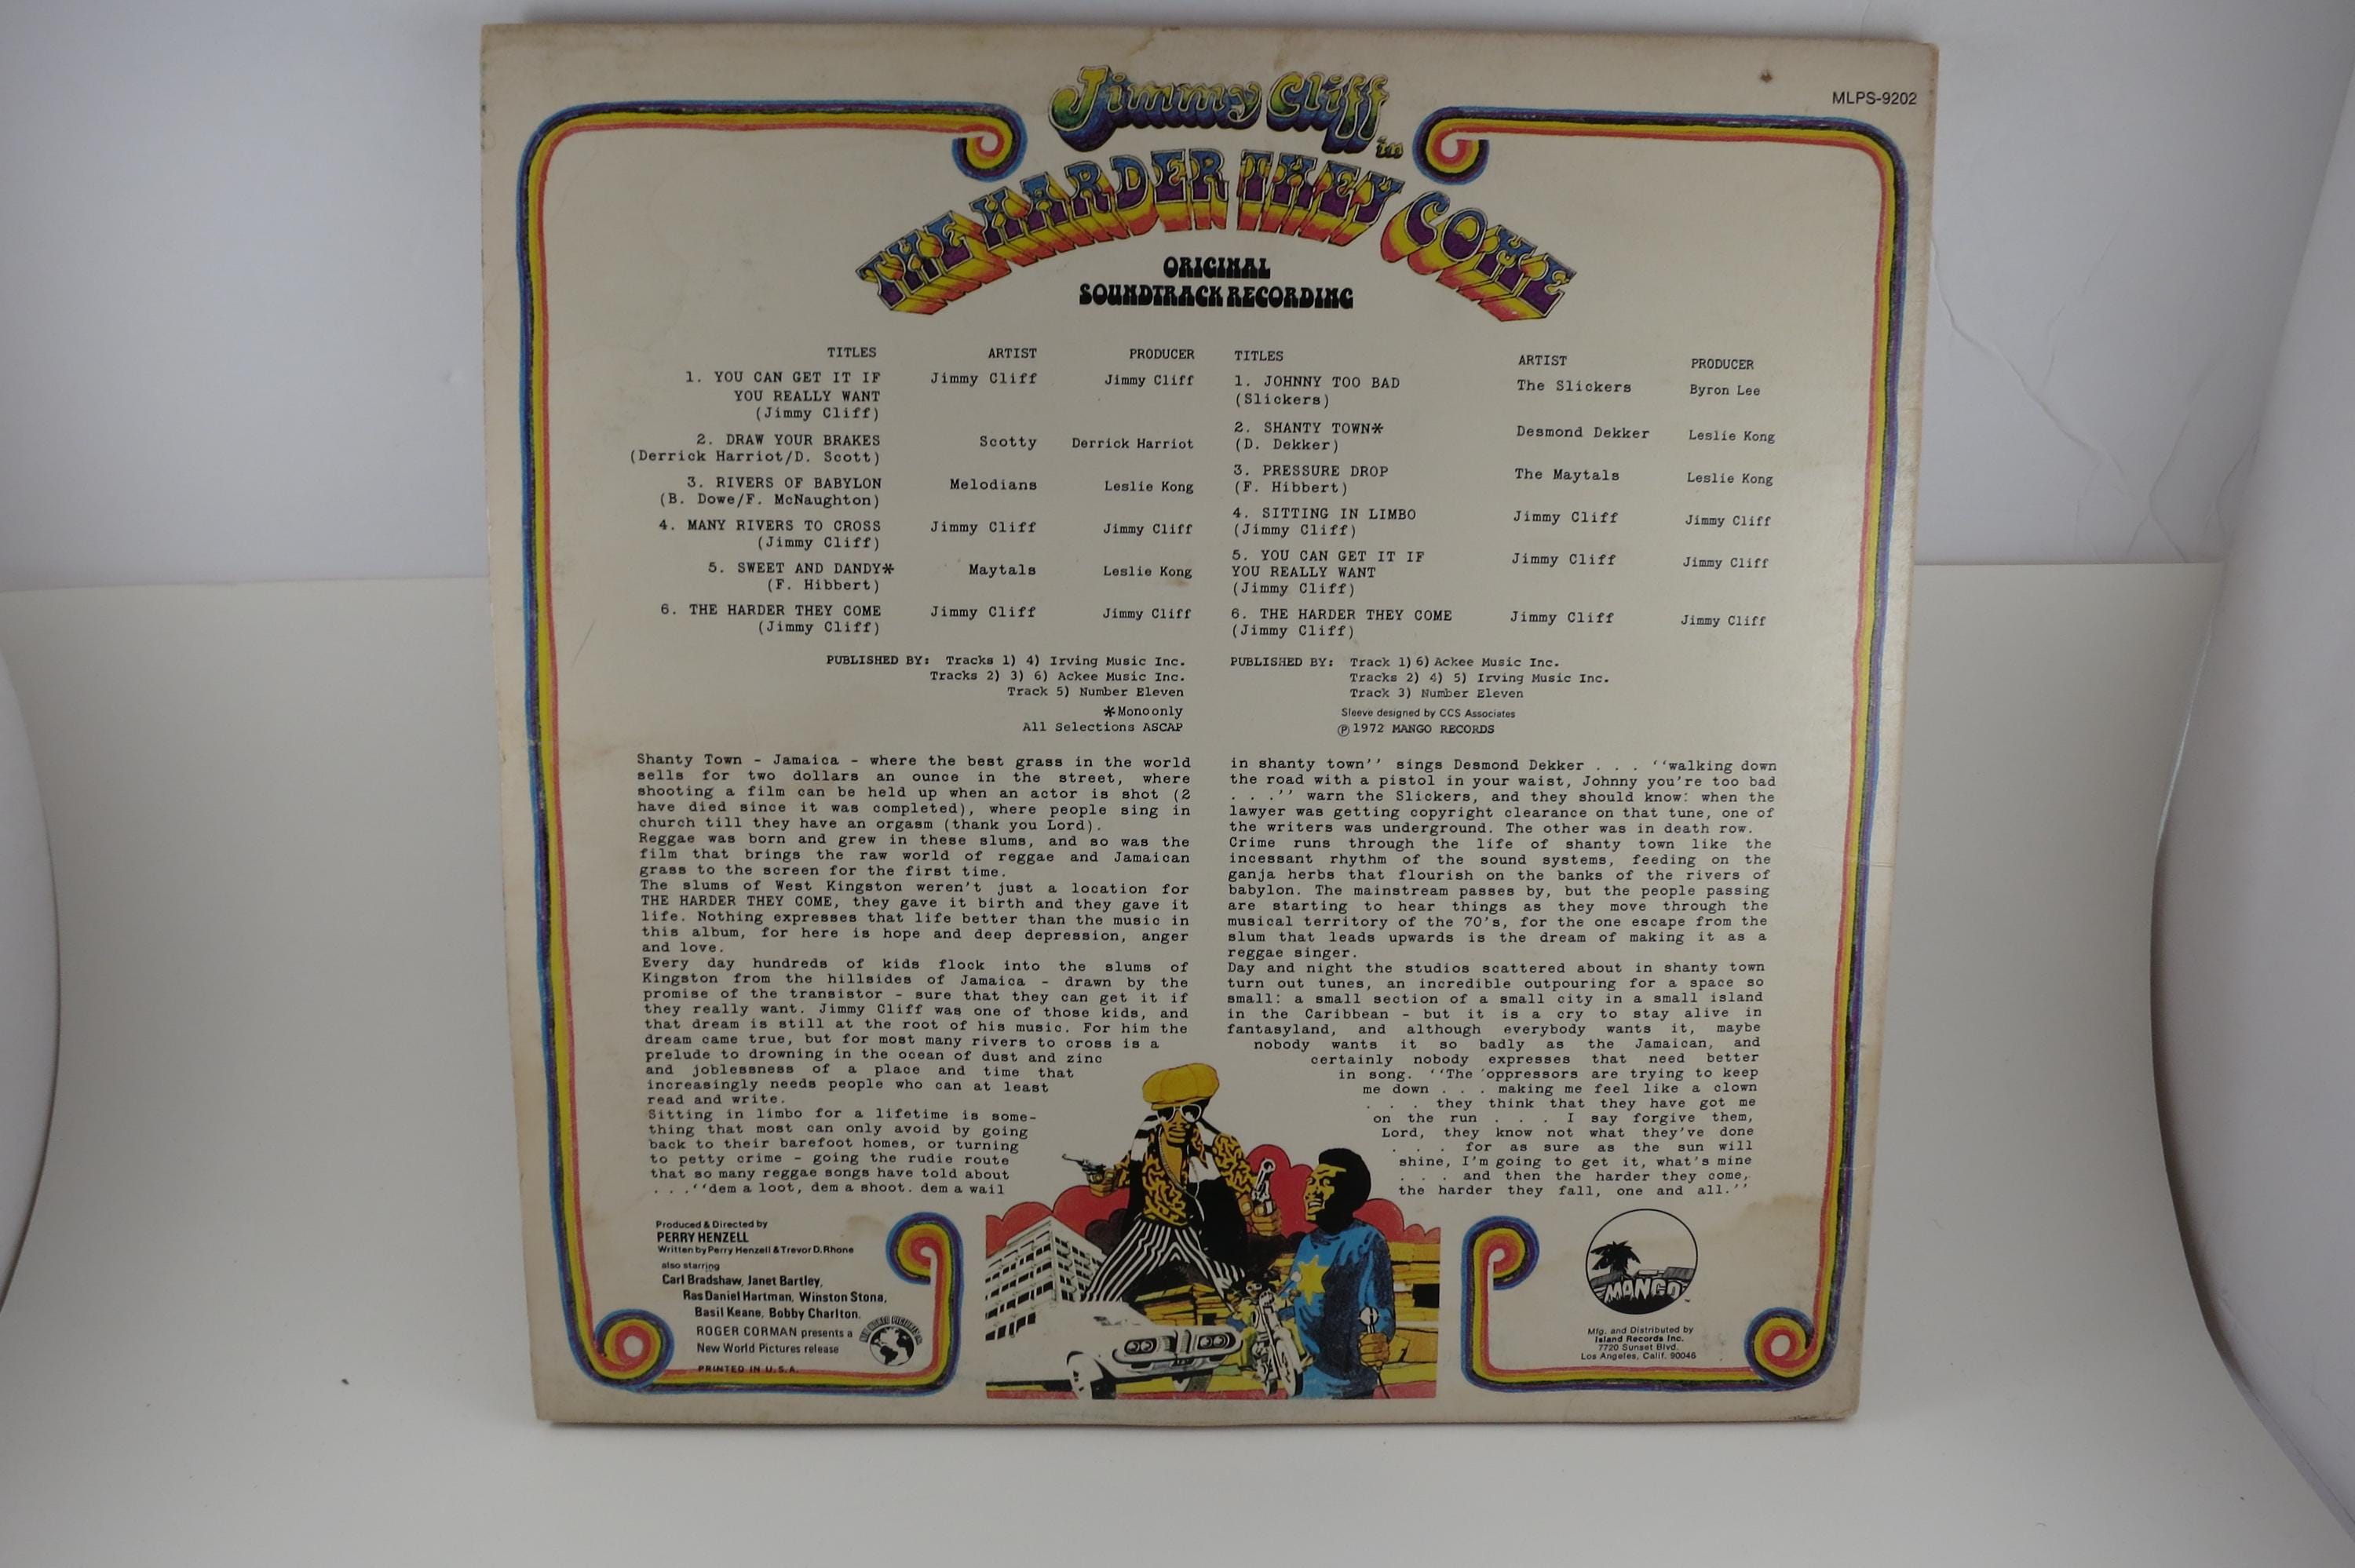 MLPS-9202
Jimmy Cliff
in
THE HARDER THEY COME
ORIGINAL
SOUNDTRACK RECORDING
TITLES ARTIST PRODUCER
1. YOU CAN GET IT IF Jimmy Cliff Jimmy Cliff
YOU REALLY WANT
(Jimmy Cliff)
2. DRAW YOUR BRAKES Scotty Derrick Harriot
(Derrick Harriot/D. Scott)
3. RIVERS OF BABYLON Melodians Leslie Kong
(B. Dowe/F. McNaughton)
4. MANY RIVERS TO CROSS Jimmy Cliff Jimmy Cliff
(Jimmy Cliff)
5. SWEET AND DANDY* Maytals Leslie Kong
(F. Hibbert)
6. THE HARDER THEY COME Jimmy Cliff Jimmy Cliff
(Jimmy Cliff)
PUBLISHED BY: Tracks 1) 4) Irving Music Inc.
Tracks 2) 3) 6) Ackee Music Inc.
Track 5) Number Eleven
*Mono only
All Selections ASCAP
TITLES ARTIST PRODUCER
1. JOHNNY TOO BAD The Slickers Byron Lee
(Slickers)
2. SHANTY TOWN* Desmond Dekker Leslie Kong
(D. Dekker)
3. PRESSURE DROP The Maytals Leslie Kong
(F. Hibbert)
4. SITTING IN LIMBO Jimmy Cliff Jimmy Cliff
(Jimmy Cliff)
5. YOU CAN GET IT IF Jimmy Cliff Jimmy Cliff
YOU REALLY WANT
(Jimmy Cliff)
6. THE HARDER THEY COME Jimmy Cliff Jimmy Cliff
(Jimmy Cliff)
PUBLISHED BY: Track 1) 6) Ackee Music Inc.
Tracks 2) 4) 5) Irving Music Inc.
Track 3) Number Eleven
Sleeve designed by CCS Associates
℗ 1972 MANGO RECORDS
Shanty Town - Jamaica - where the best grass in the world
sells for two dollars an ounce in the street, where
shooting a film can be held up when an actor is shot (2
have died since it was completed), where people sing in
church till they have an orgasm (thank you Lord).
Reggae was born and grew in these slums, and so was the
film that brings the raw world of reggae and Jamaican
grass to the screen for the first time.
The slums of West Kingston weren't just a location for
THE HARDER THEY COME, they gave it birth and they gave it
life. Nothing expresses that life better than the music in
this album, for here is hope and deep depression, anger
and love.
Every day hundreds of kids flock into the slums of
Kingston from the hillsides of Jamaica - drawn by the
promise of the transistor - sure that they can get it if
they really want. Jimmy Cliff was one of those kids, and
that dream is still at the root of his music. For him the
dream came true, but for most many rivers to cross is a
prelude to drowning in the ocean of dust and zinc
and joblessness of a place and time that
increasingly needs people who can at least
read and write.
Sitting in limbo for a lifetime is some-
thing that most can only avoid by going
back to their barefoot homes, or turning
to petty crime - going the rudie route
that so many reggae songs have told about
. . .''dem a loot, dem a shoot. dem a wail
in shanty town'' sings Desmond Dekker . . . ''walking down
the road with a pistol in your waist, Johnny you're too bad
. . .'' warn the Slickers, and they should know: when the
lawyer was getting copyright clearance on that tune, one of
the writers was underground. The other was in death row.
Crime runs through the life of shanty town like the
incessant rhythm of the sound systems, feeding on the
ganja herbs that flourish on the banks of the rivers of
babylon. The mainstream passes by, but the people passing
are starting to hear things as they move through the
musical territory of the 70's, for the one escape from the
slum that leads upwards is the dream of making it as a
reggae singer.
Day and night the studios scattered about in shanty town
turn out tunes, an incredible outpouring for a space so
small: a small section of a small city in a small island
in the Caribbean - but it is a cry to stay alive in
fantasyland, and although everybody wants it, maybe
nobody wants it so badly as the Jamaican, and
certainly nobody expresses that need better
in song. ''The oppressors are trying to keep
me down . . . making me feel like a clown
. . . they think that they have got me
on the run . . . I say forgive them,
Lord, they know not what they've done
. . . for as sure as the sun will
shine, I'm going to get it, what's mine
. . . and then the harder they come,
the harder they fall, one and all.''
Produced & Directed by
PERRY HENZELL
Written by Perry Henzell & Trevor D. Rhone
also starring
Carl Bradshaw, Janet Bartley,
Ras Daniel Hartman, Winston Stona,
Basil Keane, Bobby Charlton.
ROGER CORMAN presents a
New World Pictures release
NEW WORLD PICTURES
PRINTED IN U.S.A.
MANGO
TM
Mfg. and Distributed by
Island Records Inc.
7720 Sunset Blvd.
Los Angeles, Calif. 90046